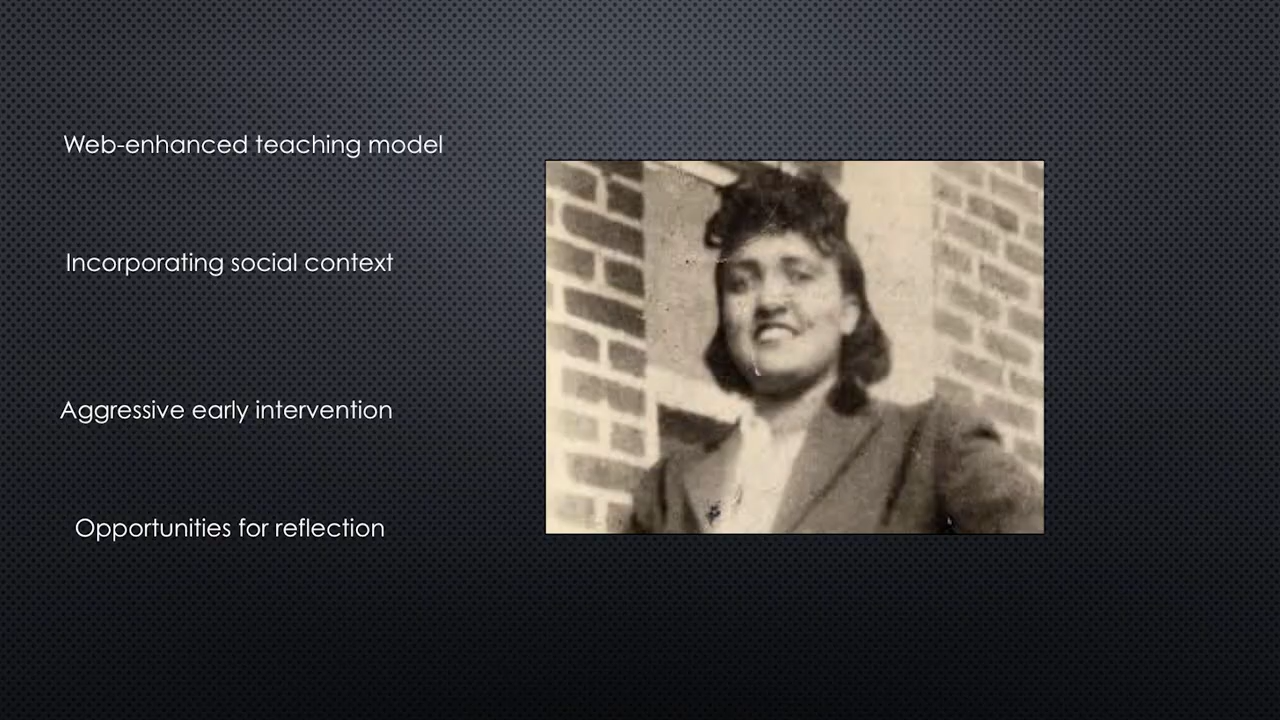 Web-enhanced teaching model
Incorporating social context
Aggressive early intervention
Opportunities for reflection